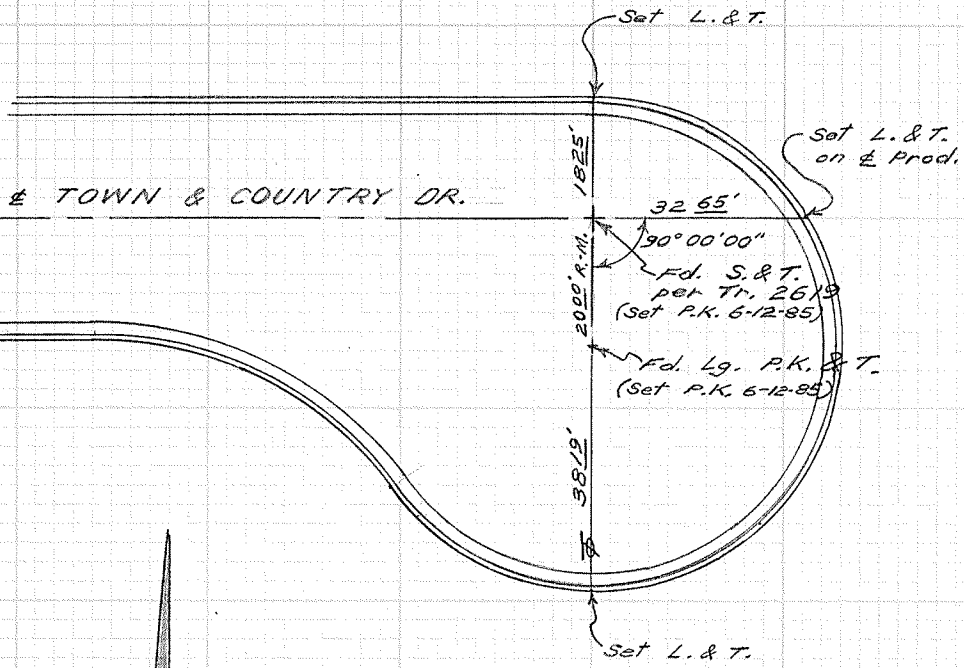 Set L. & T.
Set L. & T.
on ℄ Prod.
18 25'
℄ TOWN & COUNTRY DR.
32 65'
90° 00' 00"
20 00' R.-M.
Fd. S. & T.
per Tr. 2619
(Set P.K. 6-12-85)
Fd. Lg. P.K. & T.
(Set P.K. 6-12-85)
38 19'
Set L. & T.